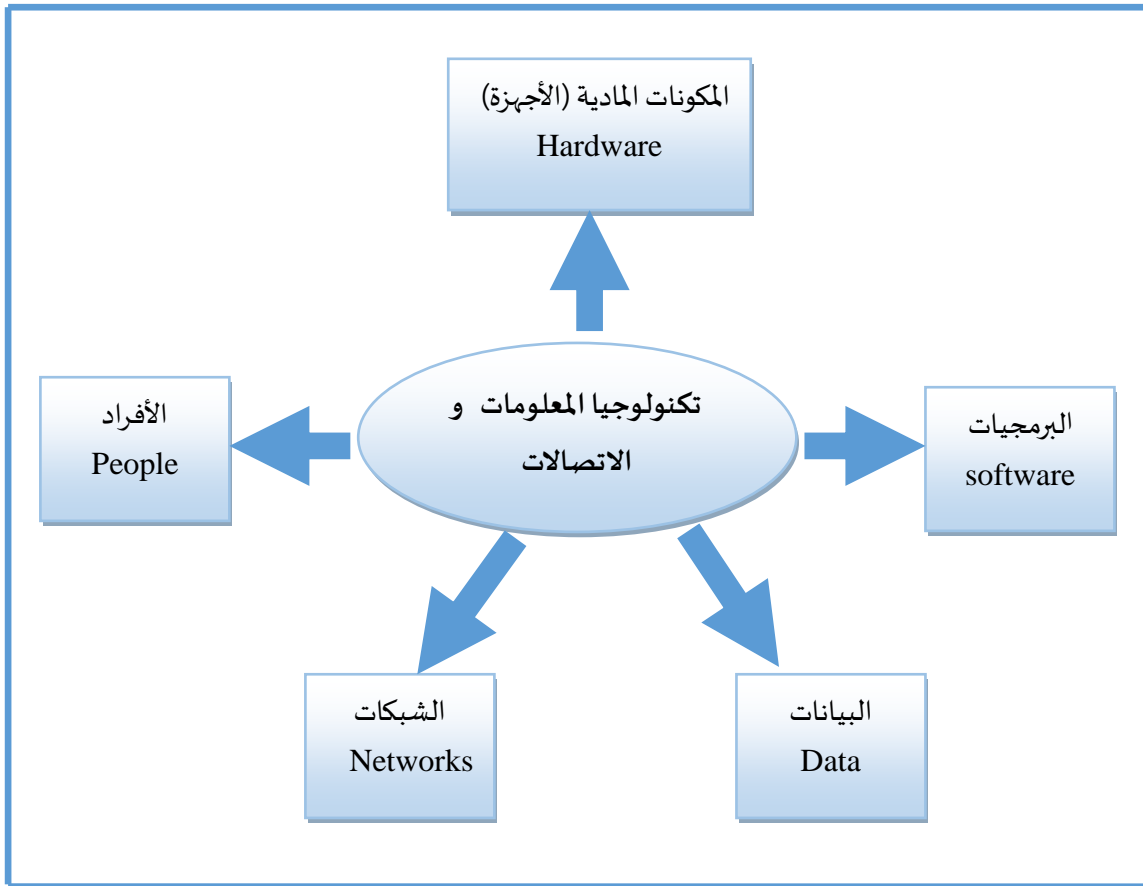 المكونات المادية (الأجهزة)
Hardware
تكنولوجيا المعلومات و
الاتصالات
الأفراد
People
البرمجيات
software
الشبكات
Networks
البيانات
Data